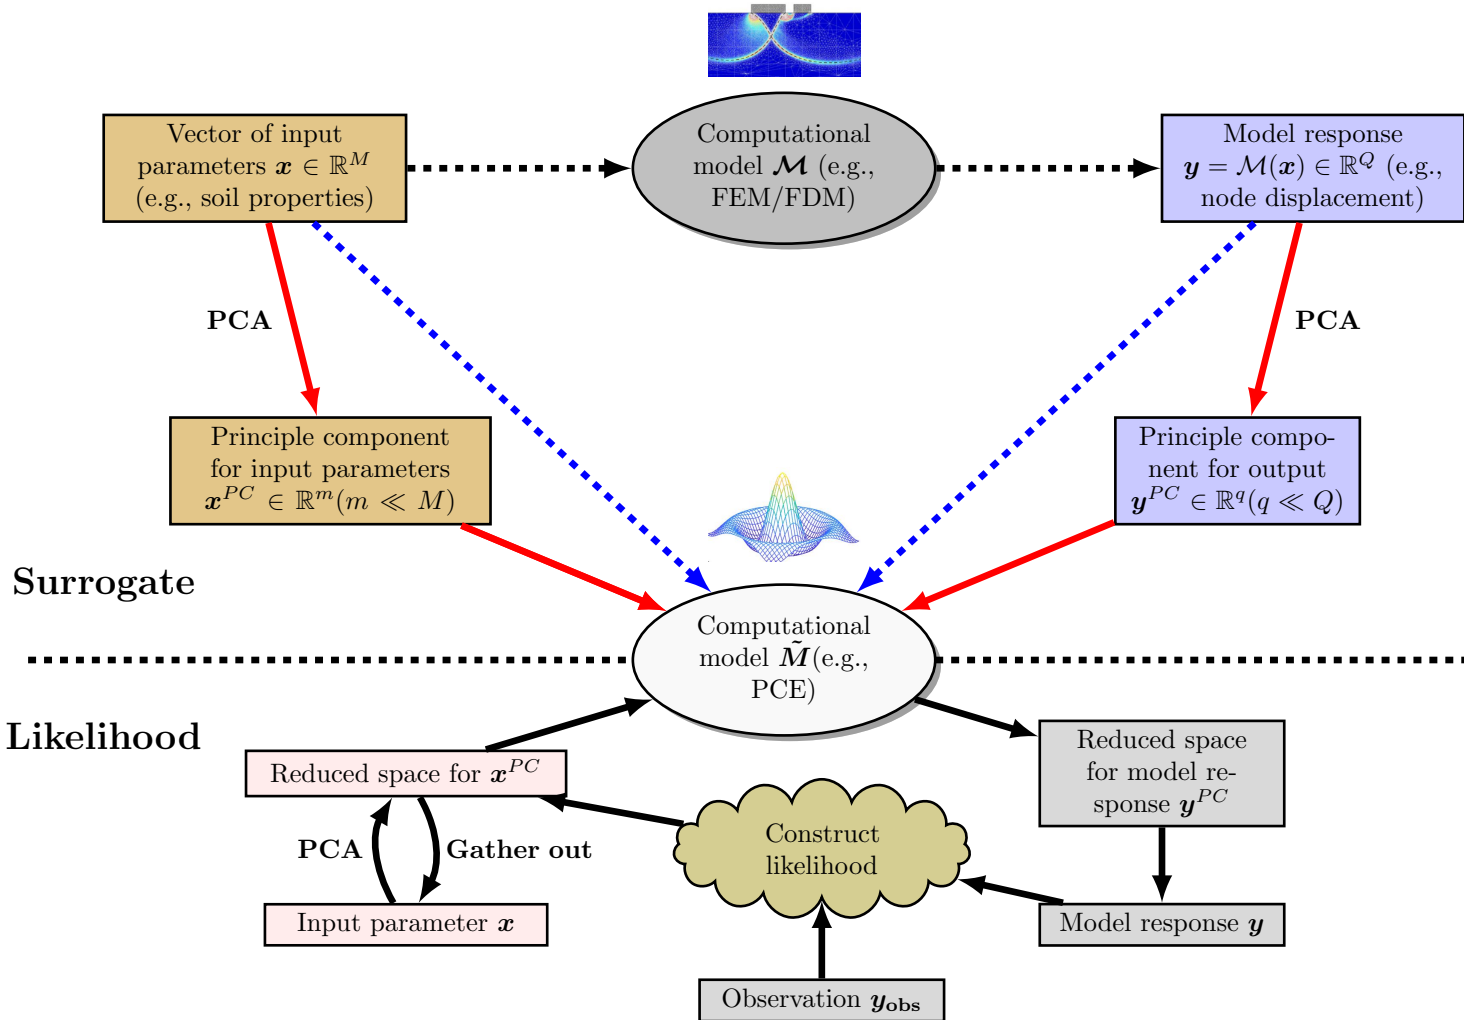 Vector of input
parameters 𝒙 ∈ ℝ^M
(e.g., soil properties)
Computational
model 𝓜 (e.g.,
FEM/FDM)
Model response
𝒚 = ℳ(𝒙) ∈ ℝ^Q (e.g.,
node displacement)
PCA
PCA
Principle component
for input parameters
𝒙^{PC} ∈ ℝ^m(m ≪ M)
Principle compo-
nent for output
𝒚^{PC} ∈ ℝ^q(q ≪ Q)
Surrogate
Computational
model 𝑴̃(e.g.,
PCE)
Likelihood
Reduced space for 𝒙^{PC}
Reduced space
for model re-
sponse 𝒚^{PC}
PCA
Gather out
Construct
likelihood
Input parameter 𝒙
Model response 𝒚
Observation 𝒚_{obs}